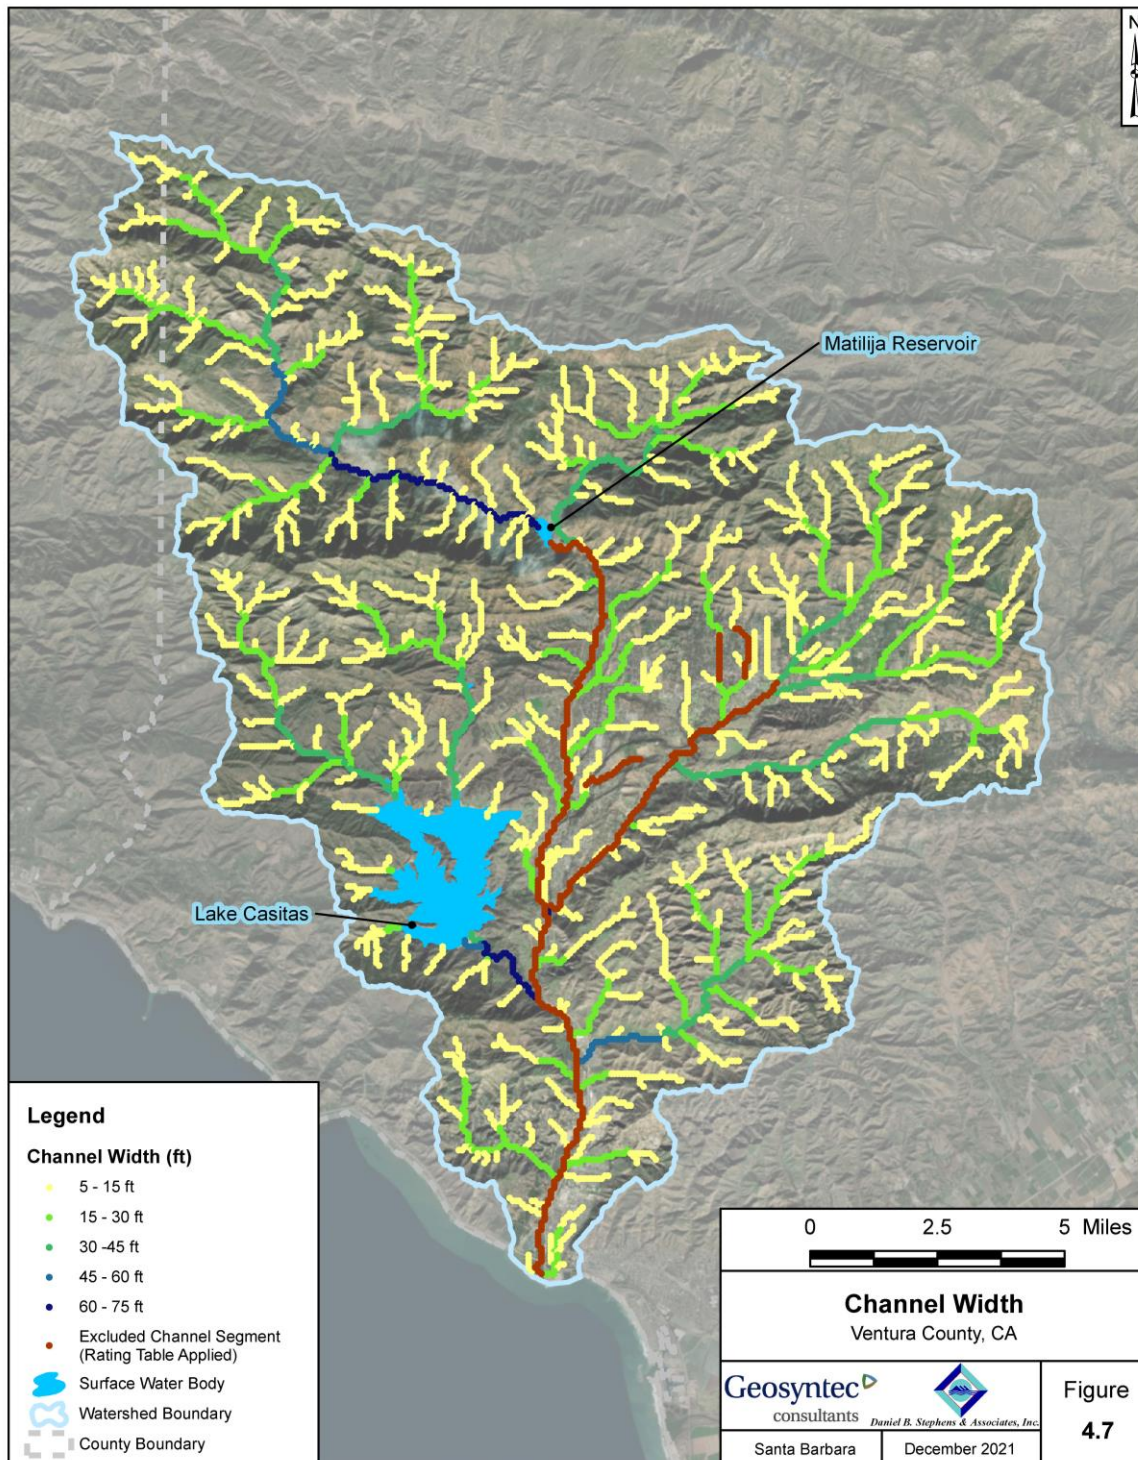 N
Matilija Reservoir
Lake Casitas
Legend
Channel Width (ft)
5 - 15 ft
15 - 30 ft
30 -45 ft
45 - 60 ft
60 - 75 ft
Excluded Channel Segment
(Rating Table Applied)
Surface Water Body
Watershed Boundary
County Boundary
0 2.5 5 Miles
Channel Width
Ventura County, CA
Geosyntec
consultants
Daniel B. Stephens & Associates, Inc.
Santa Barbara
December 2021
Figure
4.7